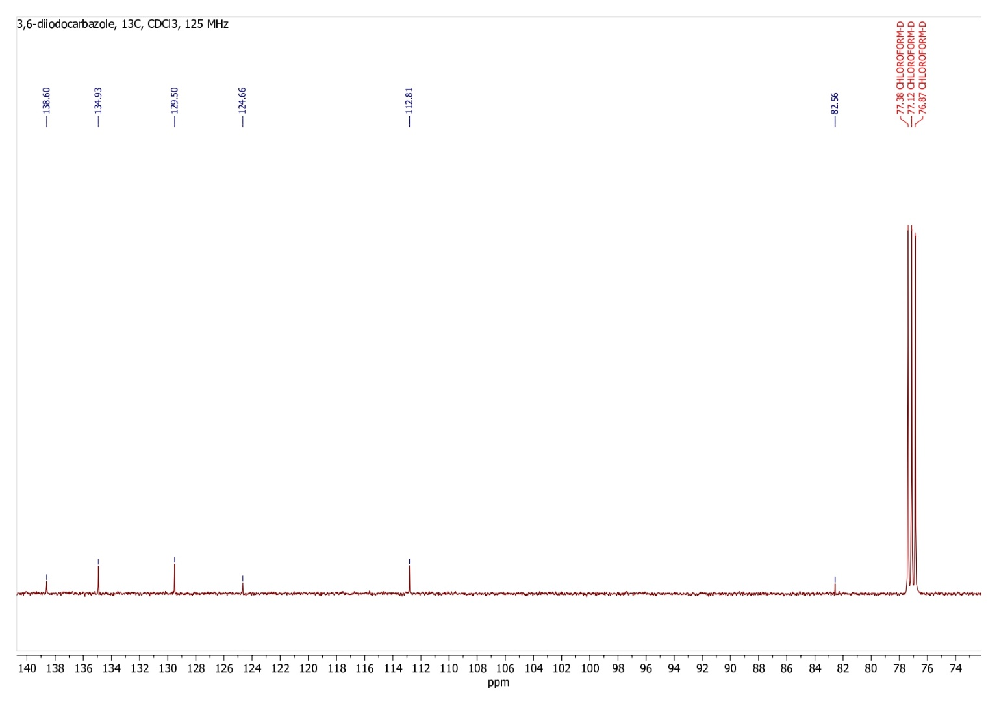 3,6-diiodocarbazole, 13C, CDCl3, 125 MHz
138.60
134.93
129.50
124.66
112.81
82.56
77.38 CHLOROFORM-D
77.12 CHLOROFORM-D
76.87 CHLOROFORM-D
140 138 136 134 132 130 128 126 124 122 120 118 116 114 112 110 108 106 104 102 100 98 96 94 92 90 88 86 84 82 80 78 76 74
ppm